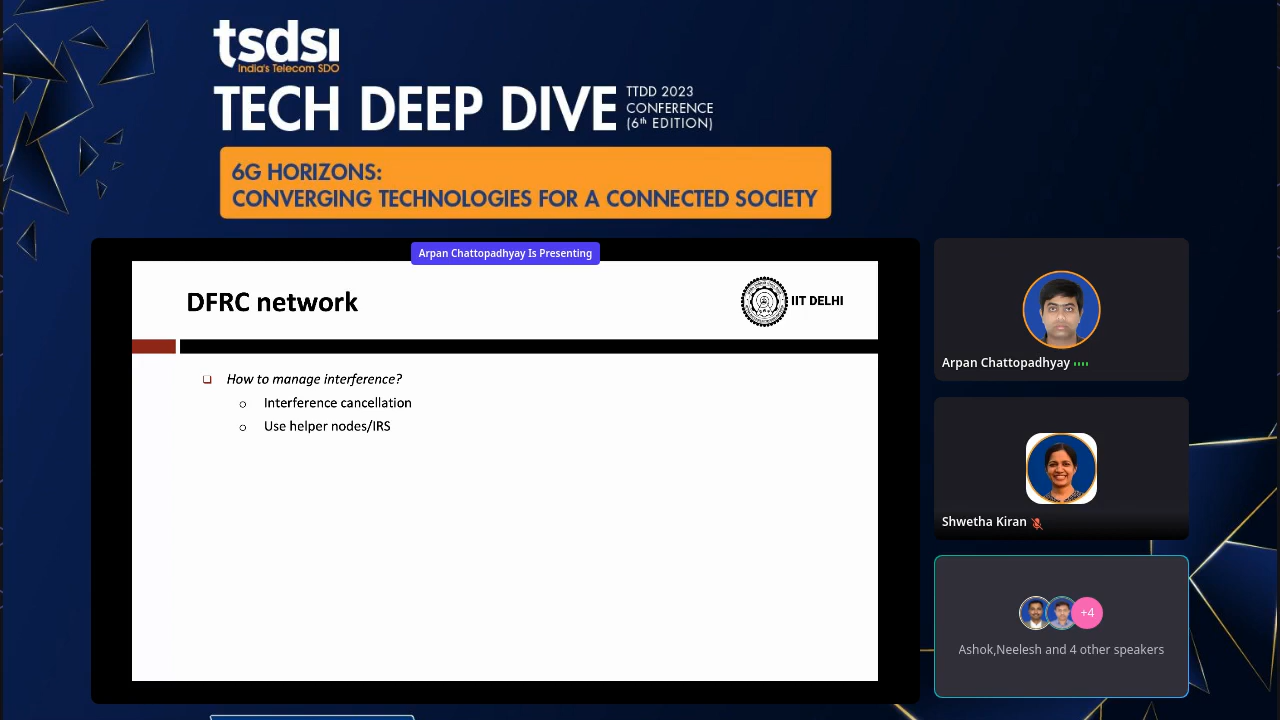 tsdsi
India's Telecom SDO
TECH DEEP DIVE
TTDD 2023
CONFERENCE
(6th EDITION)
6G HORIZONS:
CONVERGING TECHNOLOGIES FOR A CONNECTED SOCIETY
Arpan Chattopadhyay Is Presenting
DFRC network
IIT DELHI
How to manage interference?
Interference cancellation
Use helper nodes/IRS
Arpan Chattopadhyay
Shwetha Kiran
+4
Ashok,Neelesh and 4 other speakers